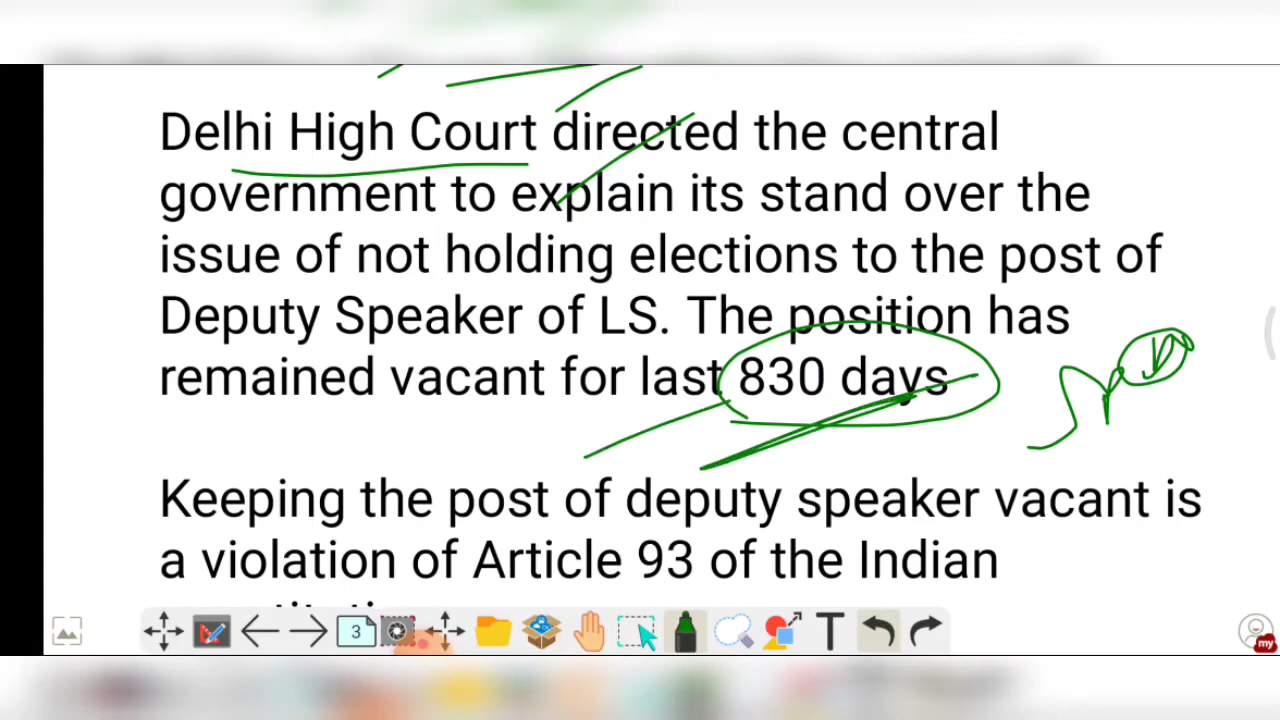 Delhi High Court directed the central
government to explain its stand over the
issue of not holding elections to the post of
Deputy Speaker of LS. The position has
remained vacant for last 830 days
Keeping the post of deputy speaker vacant is
a violation of Article 93 of the Indian
3
T
my